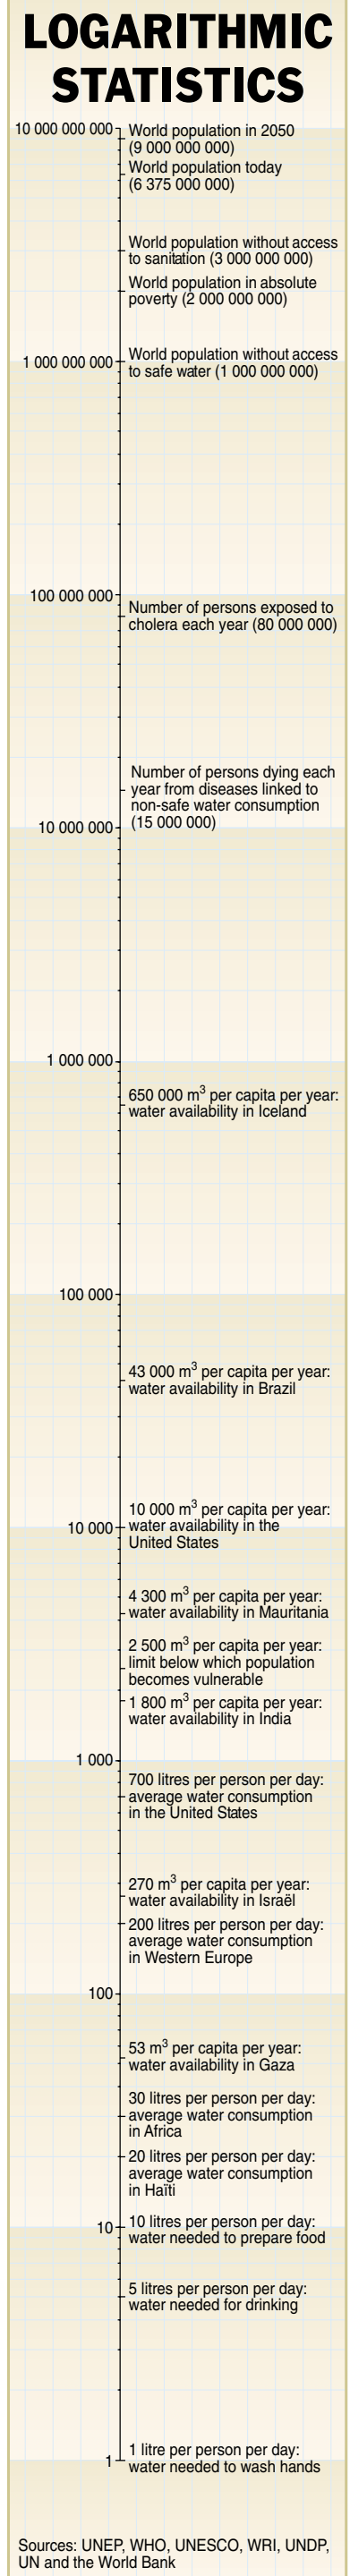 LOGARITHMIC
STATISTICS
10 000 000 000
World population in 2050
(9 000 000 000)
World population today
(6 375 000 000)
World population without access
to sanitation (3 000 000 000)
World population in absolute
poverty (2 000 000 000)
1 000 000 000
World population without access
to safe water (1 000 000 000)
100 000 000
Number of persons exposed to
cholera each year (80 000 000)
Number of persons dying each
year from diseases linked to
non-safe water consumption
(15 000 000)
10 000 000
1 000 000
650 000 m³ per capita per year:
water availability in Iceland
100 000
43 000 m³ per capita per year:
water availability in Brazil
10 000 m³ per capita per year:
10 000
water availability in the
United States
4 300 m³ per capita per year:
water availability in Mauritania
2 500 m³ per capita per year:
limit below which population
becomes vulnerable
1 800 m³ per capita per year:
water availability in India
1 000
700 litres per person per day:
average water consumption
in the United States
270 m³ per capita per year:
water availability in Israël
200 litres per person per day:
average water consumption
in Western Europe
100
53 m³ per capita per year:
water availability in Gaza
30 litres per person per day:
average water consumption
in Africa
20 litres per person per day:
average water consumption
in Haïti
10
10 litres per person per day:
water needed to prepare food
5 litres per person per day:
water needed for drinking
1
1 litre per person per day:
water needed to wash hands
Sources: UNEP, WHO, UNESCO, WRI, UNDP,
UN and the World Bank